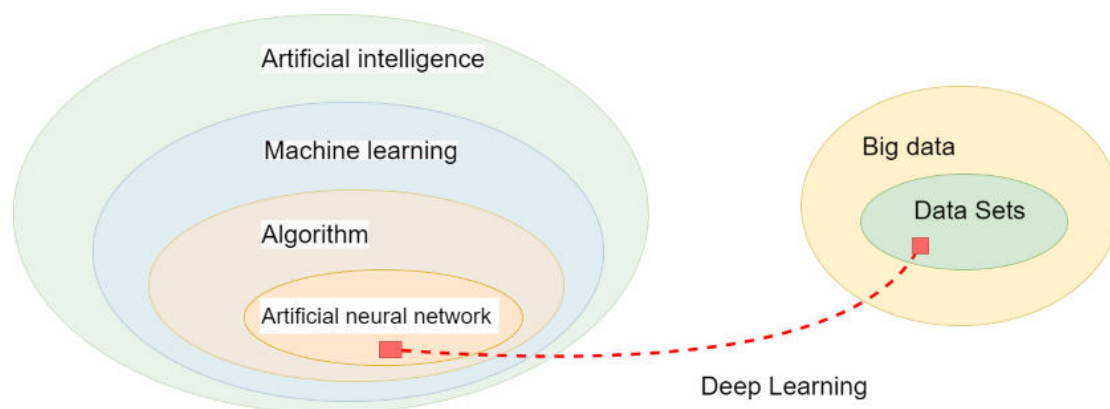 Artificial intelligence
Machine learning
Algorithm
Artificial neural network
Big data
Data Sets
Deep Learning